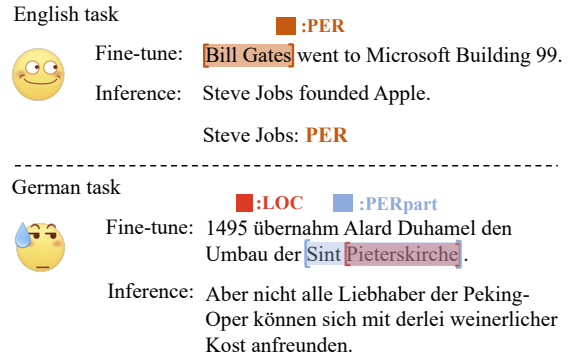 English task
:PER
Fine-tune: Bill Gates went to Microsoft Building 99.
Inference: Steve Jobs founded Apple.
Steve Jobs: PER
German task
:LOC :PERpart
Fine-tune: 1495 übernahm Alard Duhamel den
Umbau der Sint Pieterskirche.
Inference: Aber nicht alle Liebhaber der Peking-
Oper können sich mit derlei weinerlicher
Kost anfreunden.